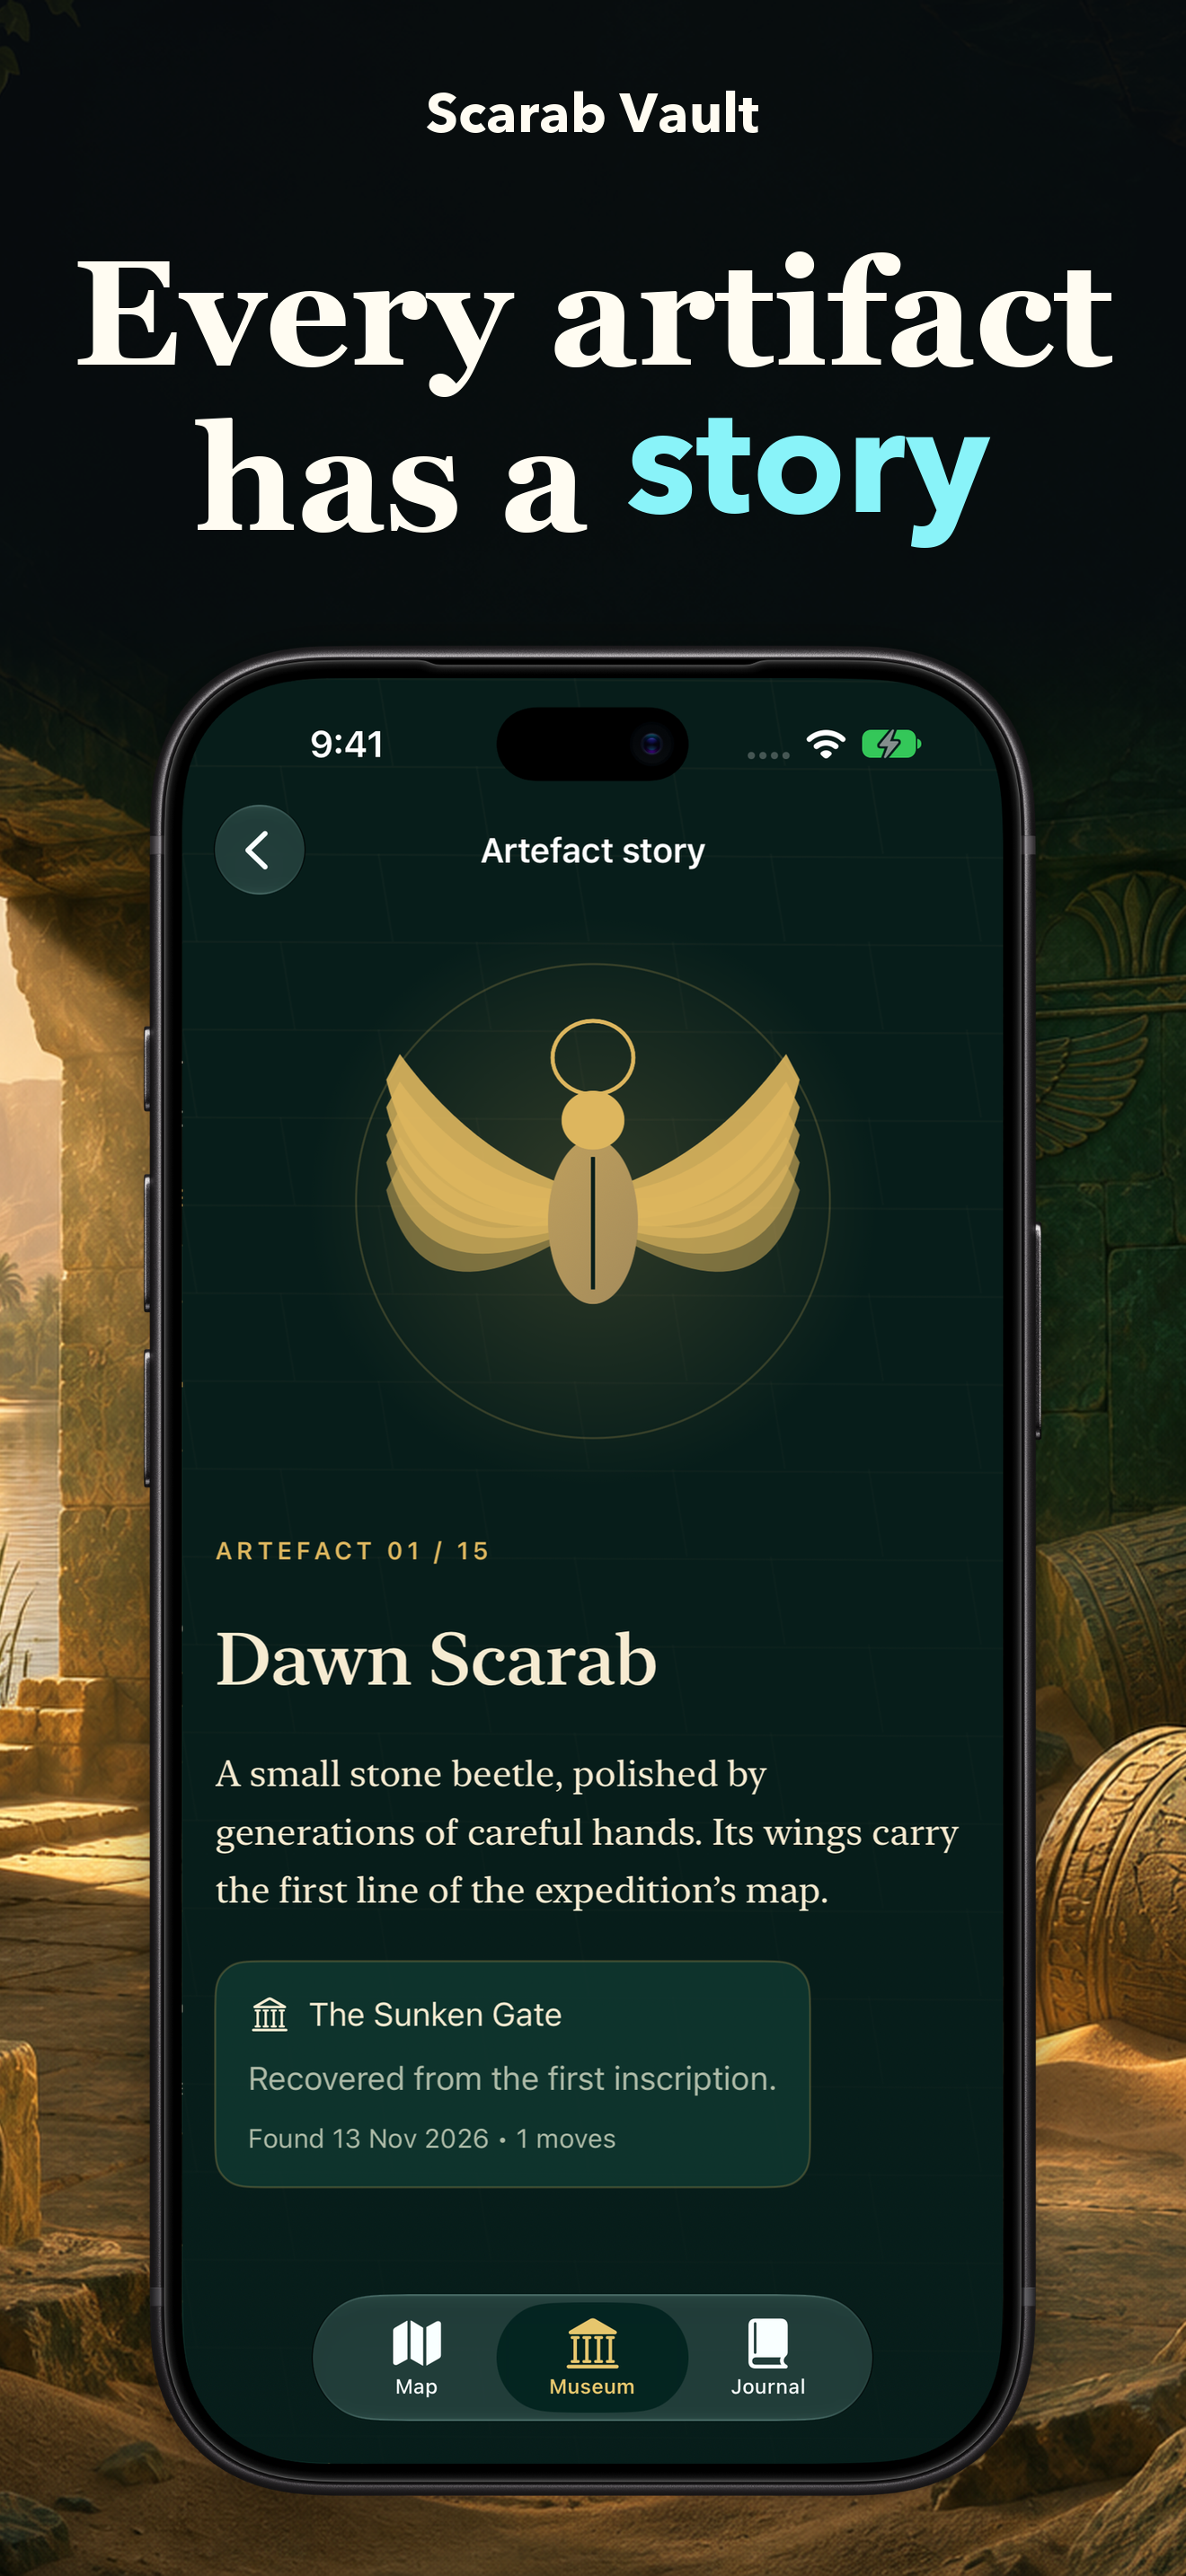 Scarab Vault
Every artifact
has a story
9:41
Artefact story
ARTEFACT 01 / 15
Dawn Scarab
A small stone beetle, polished by
generations of careful hands. Its wings carry
the first line of the expedition’s map.
The Sunken Gate
Recovered from the first inscription.
Found 13 Nov 2026 • 1 moves
Map
Museum
Journal